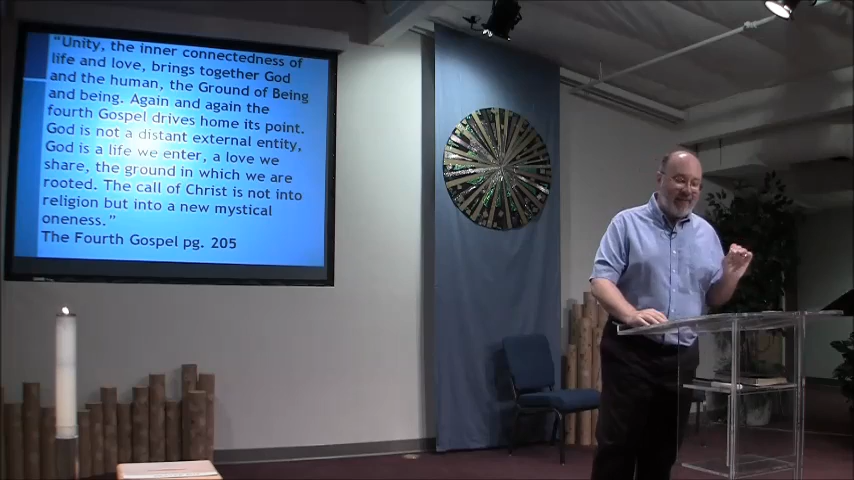 "Unity, the inner connectedness of
life and love, brings together God
and the human, the Ground of Being
and being. Again and again the
fourth Gospel drives home its point.
God is not a distant external entity,
God is a life we enter, a love we
share, the ground in which we are
rooted. The call of Christ is not into
religion but into a new mystical
oneness."
The Fourth Gospel pg. 205